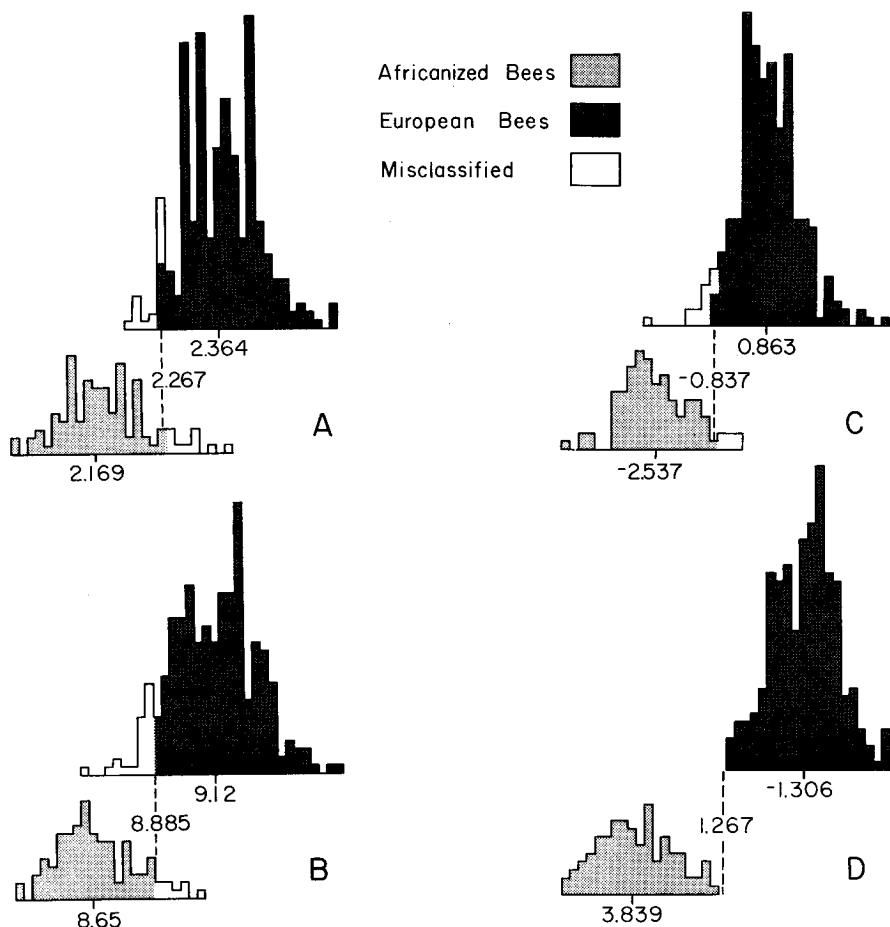 Africanized Bees
European Bees
Misclassified
2.364
2.267
2.169
A
0.863
-0.837
-2.537
C
9.12
8.885
8.65
B
-1.306
1.267
3.839
D